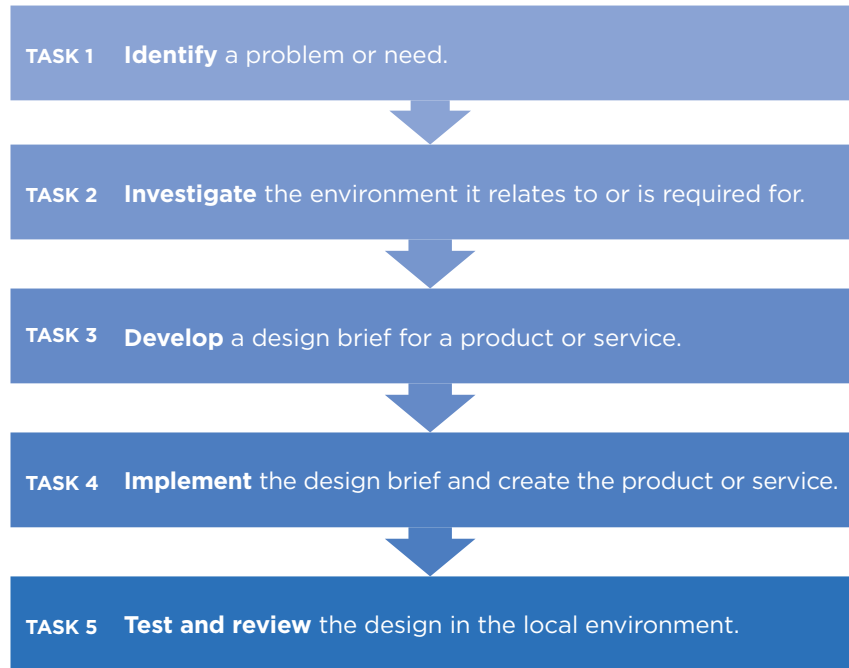 TASK 1 Identify a problem or need.
TASK 2 Investigate the environment it relates to or is required for.
TASK 3 Develop a design brief for a product or service.
TASK 4 Implement the design brief and create the product or service.
TASK 5 Test and review the design in the local environment.